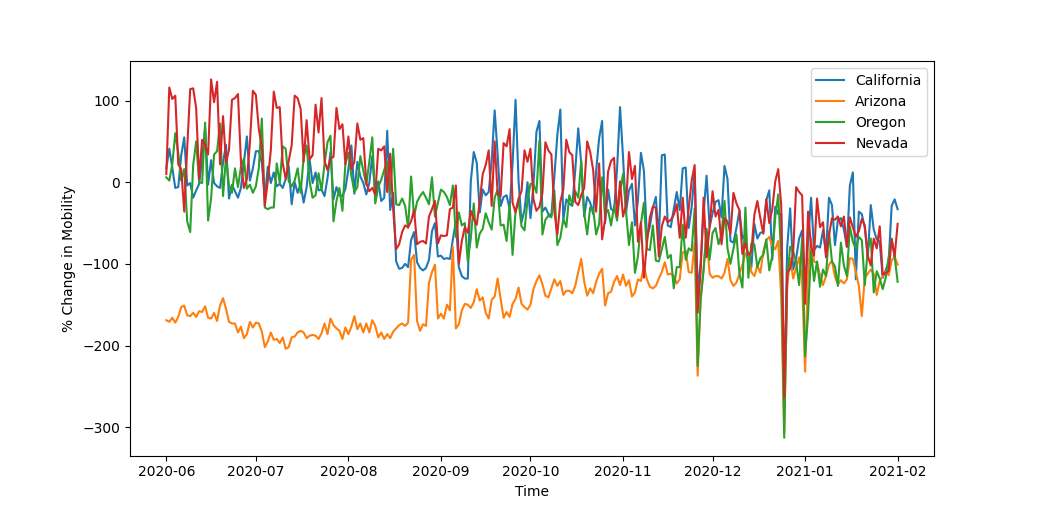 % Change in Mobility
100
0
−100
−200
−300
2020-06
2020-07
2020-08
2020-09
2020-10
2020-11
2020-12
2021-01
2021-02
Time
California
Arizona
Oregon
Nevada